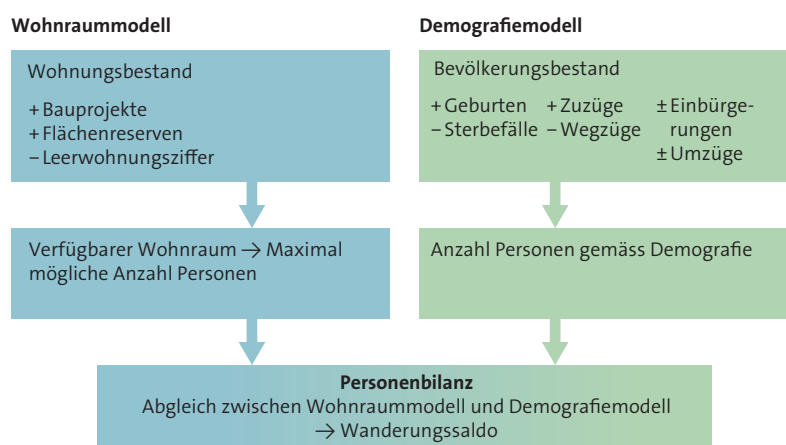 Wohnraummodell
Wohnungsbestand
+ Bauprojekte
+ Flächenreserven
− Leerwohnungsziffer
Verfügbarer Wohnraum → Maximal
mögliche Anzahl Personen
Demografiemodell
Bevölkerungsbestand
+ Geburten + Zuzüge ± Einbürge-
− Sterbefälle − Wegzüge rungen
± Umzüge
Anzahl Personen gemäss Demografie
Personenbilanz
Abgleich zwischen Wohnraummodell und Demografiemodell
→ Wanderungssaldo